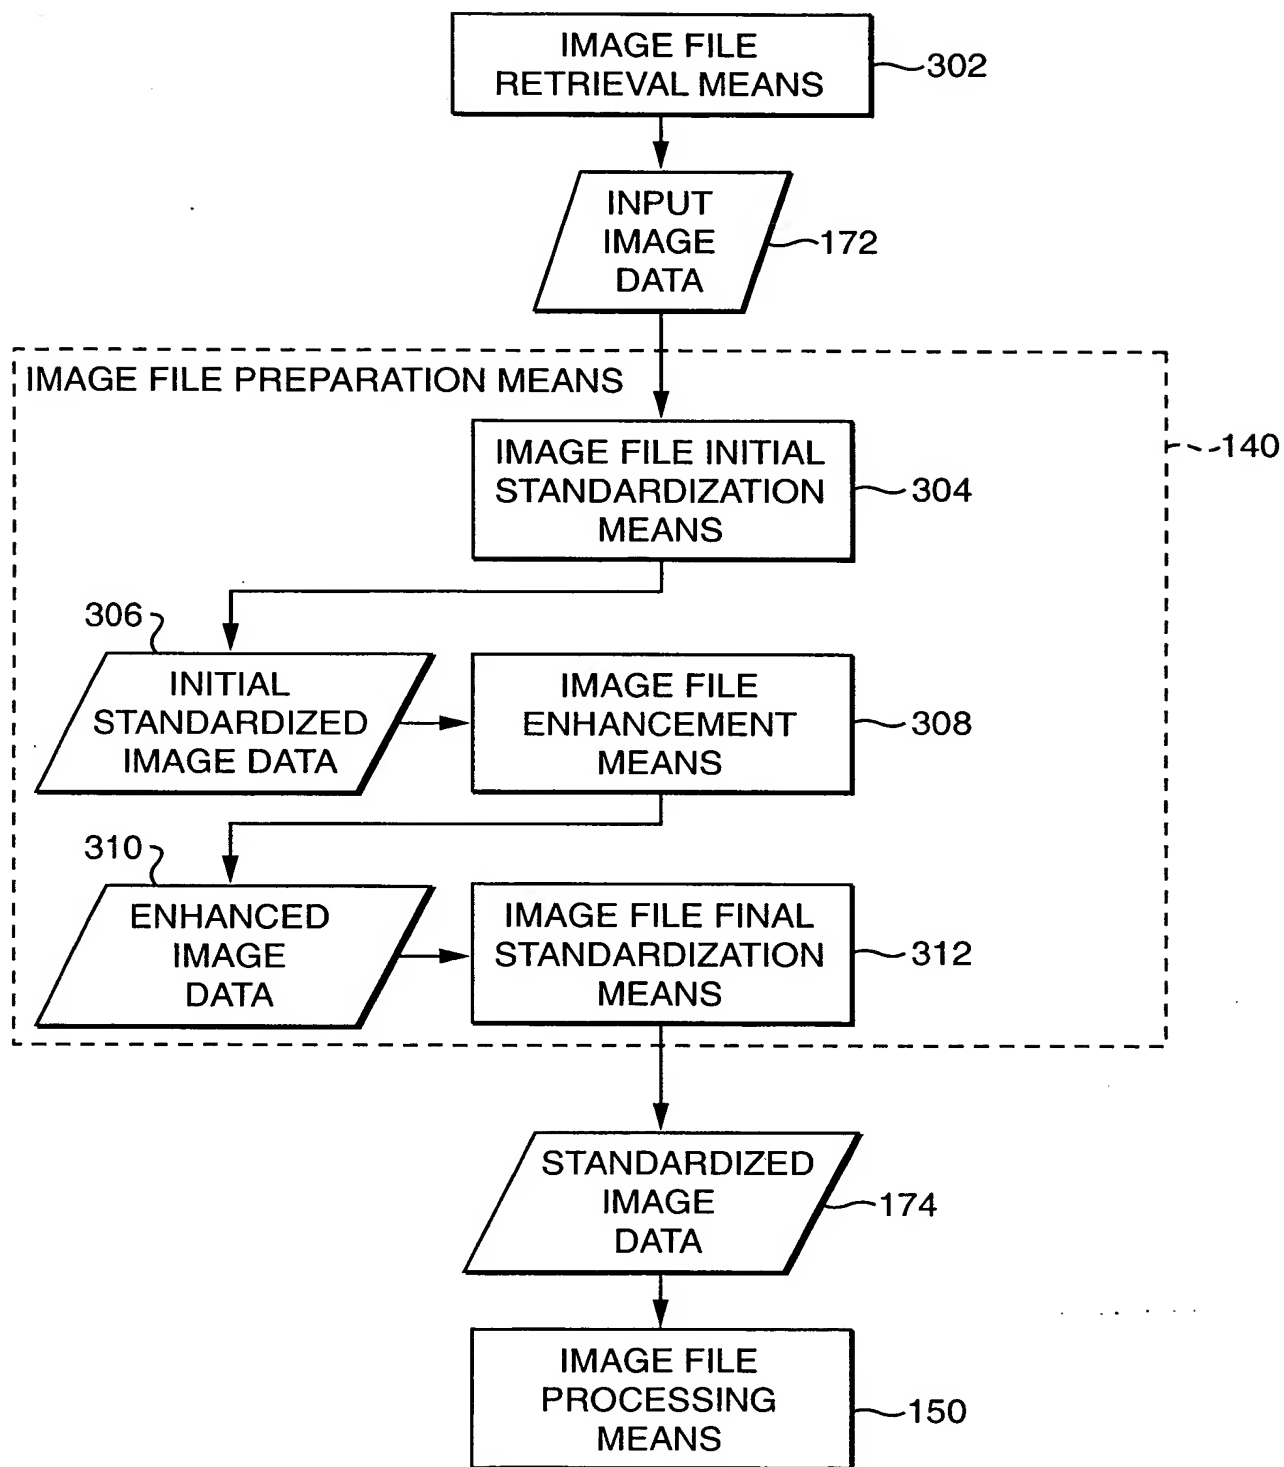 IMAGE FILE
RETRIEVAL MEANS
302
INPUT
IMAGE
DATA
172
IMAGE FILE PREPARATION MEANS
140
IMAGE FILE INITIAL
STANDARDIZATION
MEANS
304
306
INITIAL
STANDARDIZED
IMAGE DATA
IMAGE FILE
ENHANCEMENT
MEANS
308
310
ENHANCED
IMAGE
DATA
IMAGE FILE FINAL
STANDARDIZATION
MEANS
312
STANDARDIZED
IMAGE
DATA
174
IMAGE FILE
PROCESSING
MEANS
150